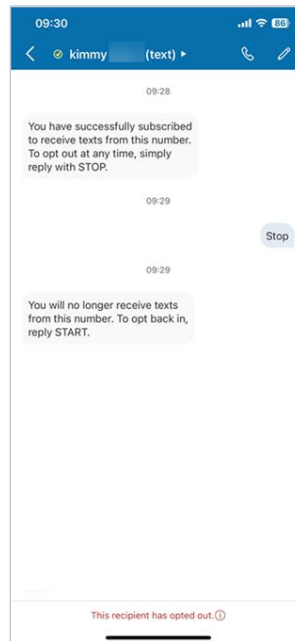 09:30
86
kimmy (text)
09:28
You have successfully subscribed
to receive texts from this number.
To opt out at any time, simply
reply with STOP.
09:29
Stop
09:29
You will no longer receive texts
from this number. To opt back in,
reply START.
This recipient has opted out.